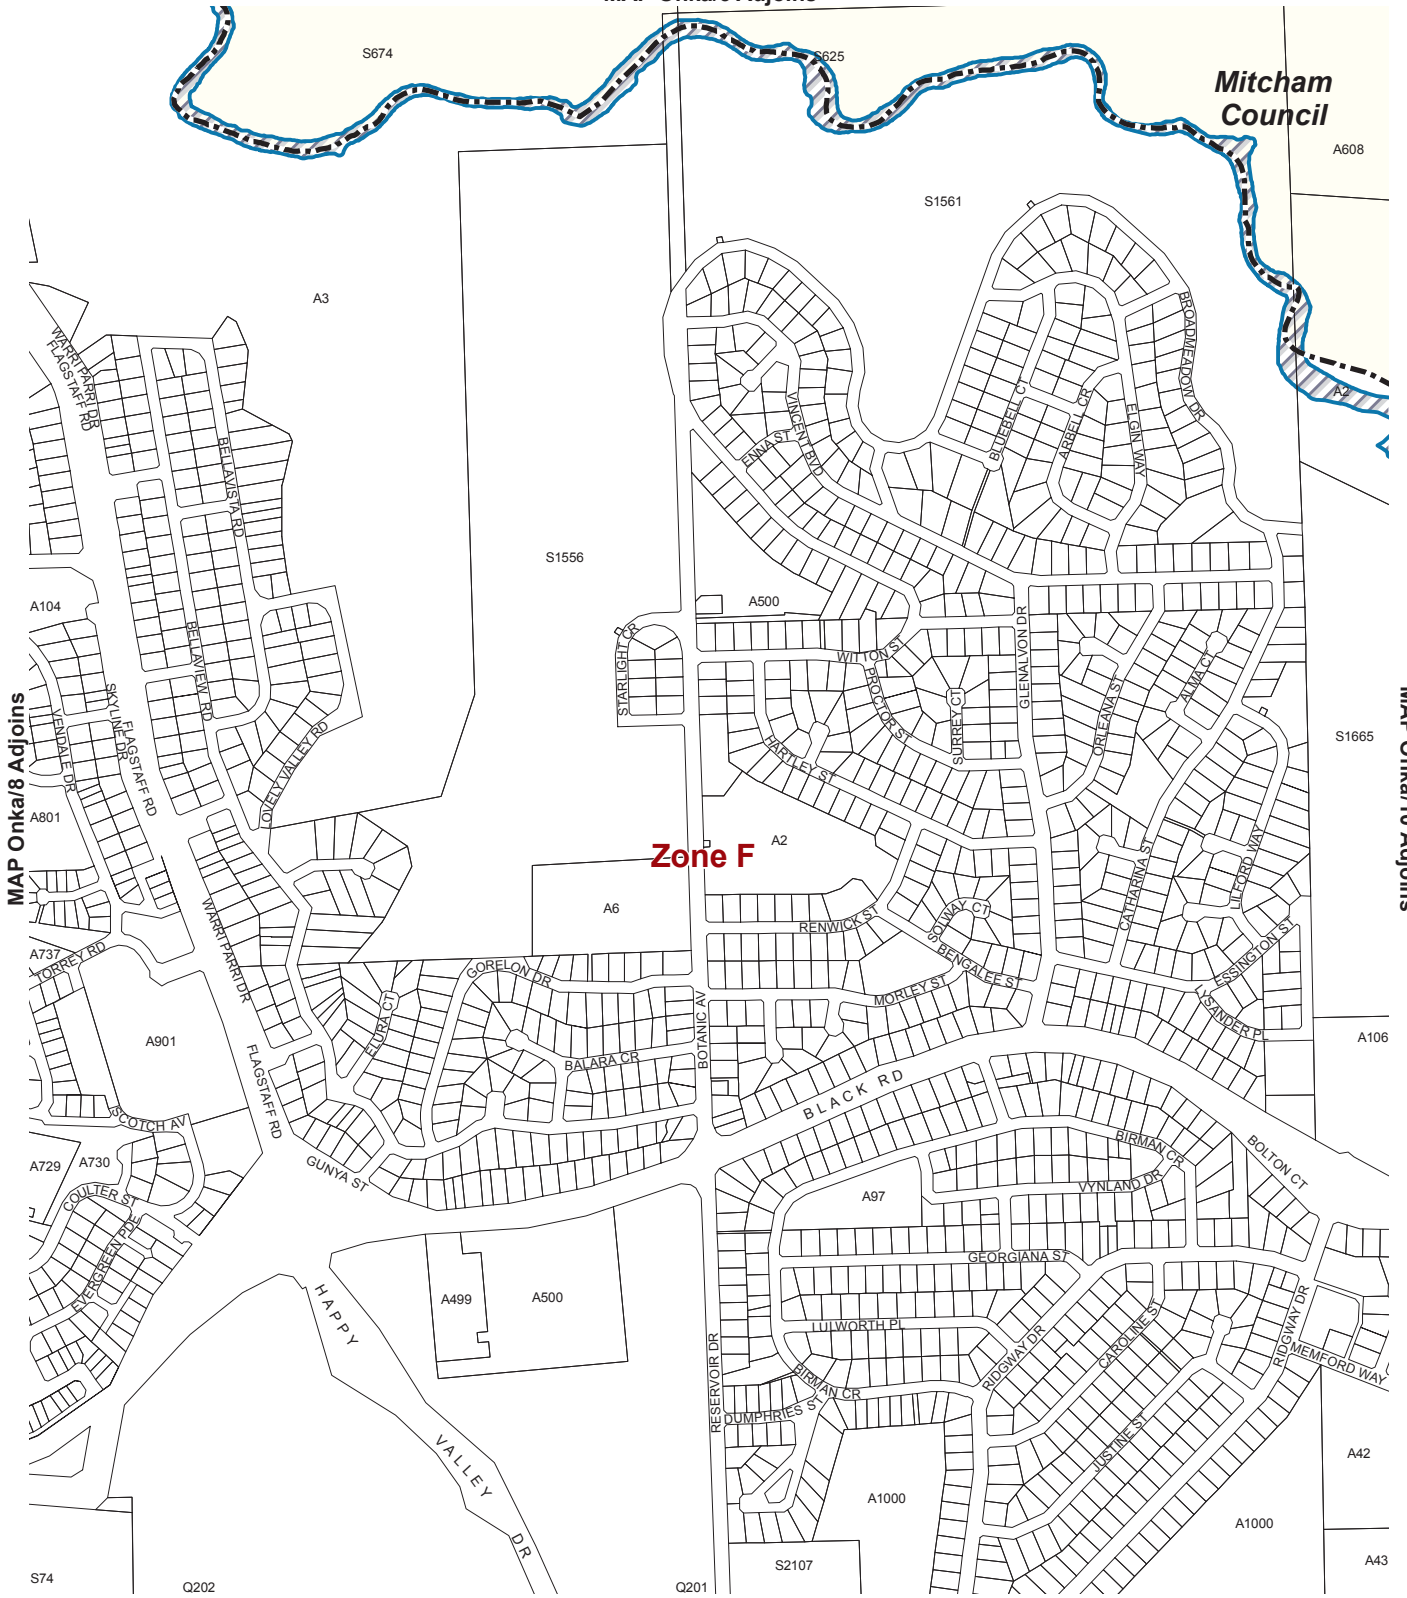 S674
S625
Mitcham
Council
A608
S1561
A3
A2
WARRI PARRI DR
FLAGSTAFF RD
BROADMEADOW DR
BLUEBELL CT
ARBELL CR
ELGIN WAY
VINCENT BVD
ENNA ST
BELLAVISTA RD
S1556
A104
A500
STARLIGHT CR
WITTON ST
GLENALVON DR
BELLAVIEW RD
PROCTOR ST
SURREY CT
ORLEANA ST
ALMA CT
SKYLINE DR
FLAGSTAFF RD
VENDALE DR
HARTLEY ST
LOVELY VALLEY RD
S1665
MAP Onka/8 Adjoins
MAP Onka/10 Adjoins
A801
A2
Zone F
A6
CATHARINA ST
LILFORD WAY
RENWICK ST
SOLWAY CT
BENGALEE ST
ESSINGTON ST
WARRI PARRI DR
A737
TORREY RD
GORELON DR
MORLEY ST
LYSANDER PL
ELURA CT
BOTANIC AV
A901
A106
BALARA CR
FLAGSTAFF RD
BLACK RD
SCOTCH AV
BIRMAN CR
BOLTON CT
A729
A730
GUNYA ST
VYNLAND DR
A97
COULTER ST
EVERGREEN PDE
GEORGIANA ST
A499
A500
HAPPY
LULWORTH PL
RIDGWAY DR
CAROLINE ST
RIDGWAY DR
MEMFORD WAY
RESERVOIR DR
BIRMAN CR
DUMPHRIES ST
JUSTINE ST
VALLEY
A42
A1000
A1000
DR
A43
S2107
S74
Q202
Q201